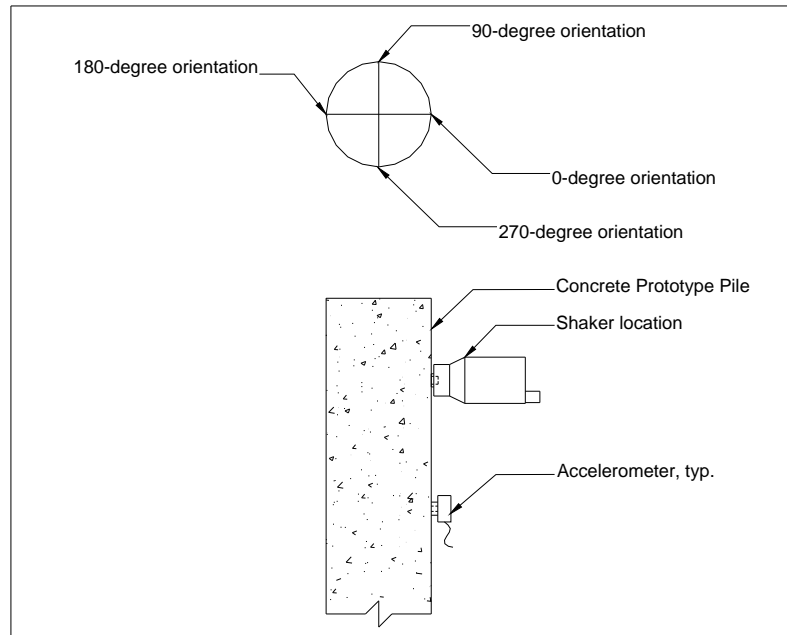 90-degree orientation
180-degree orientation
0-degree orientation
270-degree orientation
Concrete Prototype Pile
Shaker location
Accelerometer, typ.